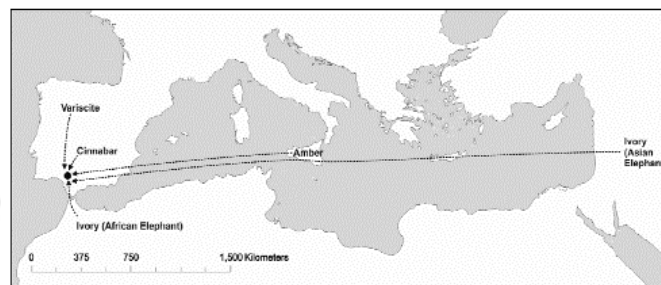 Variscite
Cinnabar
Amber
Ivory
(Asian
Elephan
Ivory (African Elephant)
0 375 750 1,500 Kilometers